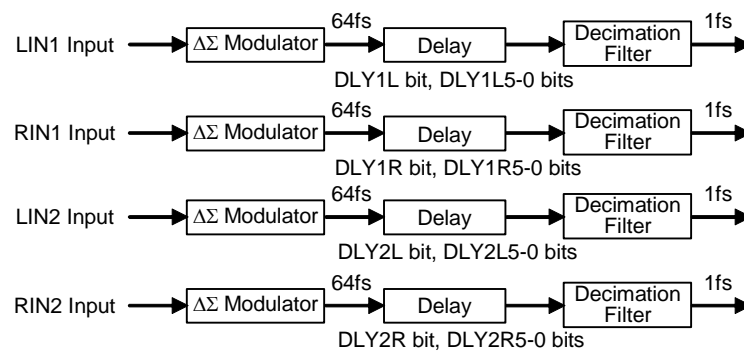 64fs 1fs
LIN1 Input ΔΣ Modulator Delay Decimation Filter
DLY1L bit, DLY1L5-0 bits
64fs 1fs
RIN1 Input ΔΣ Modulator Delay Decimation Filter
DLY1R bit, DLY1R5-0 bits
64fs 1fs
LIN2 Input ΔΣ Modulator Delay Decimation Filter
DLY2L bit, DLY2L5-0 bits
64fs 1fs
RIN2 Input ΔΣ Modulator Delay Decimation Filter
DLY2R bit, DLY2R5-0 bits